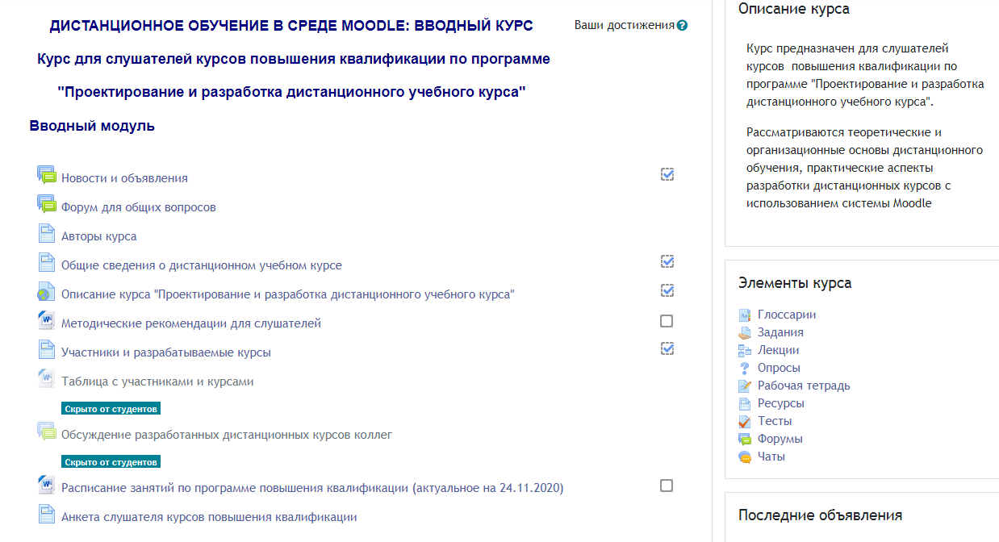 ДИСТАНЦИОННОЕ ОБУЧЕНИЕ В СРЕДЕ MOODLE: ВВОДНЫЙ КУРС
Ваши достижения
Курс для слушателей курсов повышения квалификации по программе
"Проектирование и разработка дистанционного учебного курса"
Вводный модуль
Новости и объявления
Форум для общих вопросов
Авторы курса
Общие сведения о дистанционном учебном курсе
Описание курса "Проектирование и разработка дистанционного учебного курса"
Методические рекомендации для слушателей
Участники и разрабатываемые курсы
Таблица с участниками и курсами
Скрыто от студентов
Обсуждение разработанных дистанционных курсов коллег
Скрыто от студентов
Расписание занятий по программе повышения квалификации (актуальное на 24.11.2020)
Анкета слушателя курсов повышения квалификации
Описание курса
Курс предназначен для слушателей
курсов повышения квалификации по
программе "Проектирование и разработка
дистанционного учебного курса".
Рассматриваются теоретические и
организационные основы дистанционного
обучения, практические аспекты
разработки дистанционных курсов с
использованием системы Moodle
Элементы курса
Глоссарии
Задания
Лекции
Опросы
Рабочая тетрадь
Ресурсы
Тесты
Форумы
Чаты
Последние объявления